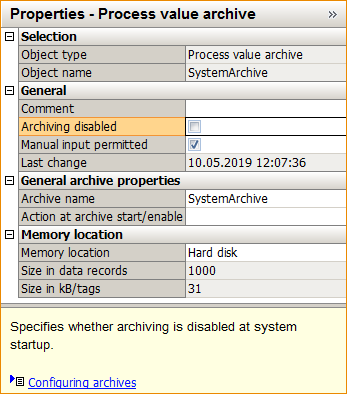 Properties - Process value archive »
Selection
Object type Process value archive
Object name SystemArchive
General
Comment
Archiving disabled
Manual input permitted
Last change 10.05.2019 12:07:36
General archive properties
Archive name SystemArchive
Action at archive start/enable
Memory location
Memory location Hard disk
Size in data records 1000
Size in kB/tags 31
Specifies whether archiving is disabled at system
startup.
Configuring archives